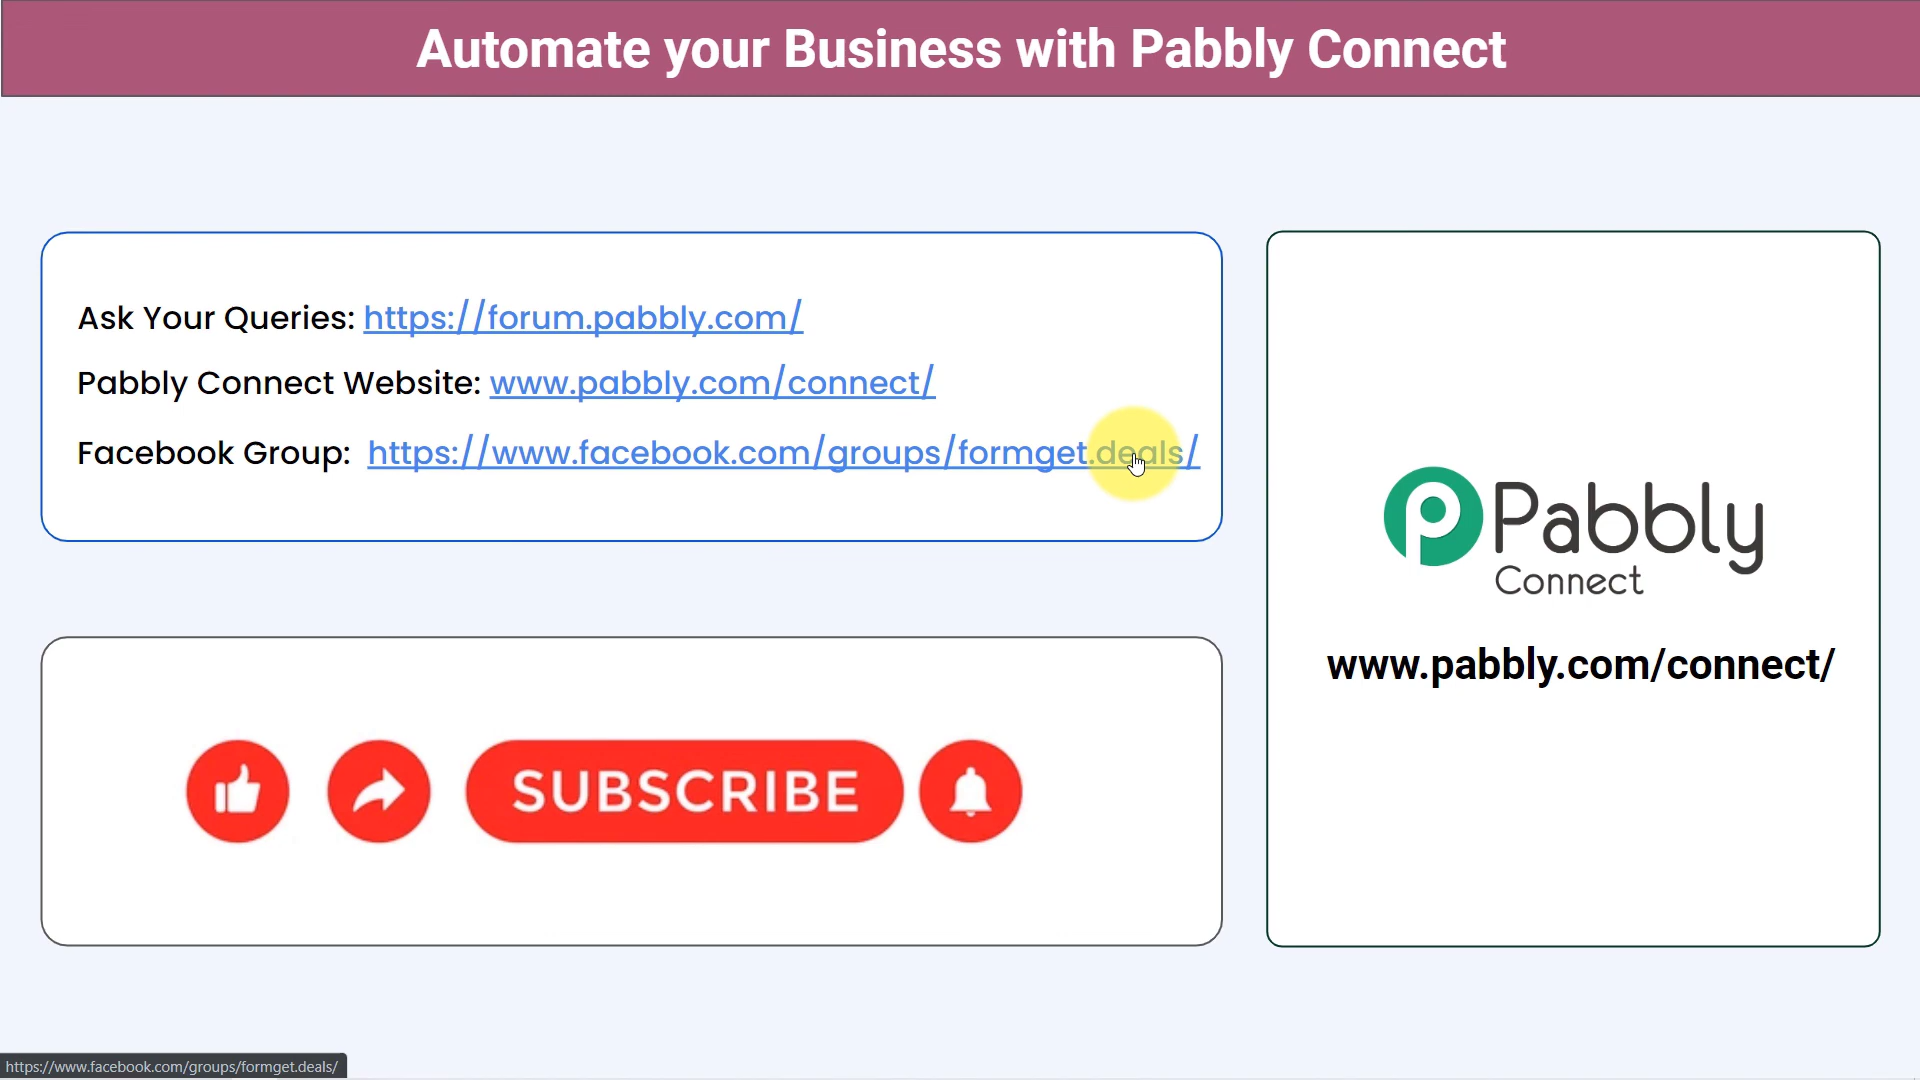 Automate your Business with Pabbly Connect
Ask Your Queries: https://forum.pabbly.com/
Pabbly Connect Website: www.pabbly.com/connect/
Facebook Group: https://www.facebook.com/groups/formget.deals/
Pabbly
Connect
www.pabbly.com/connect/
SUBSCRIBE
https://www.facebook.com/groups/formget.deals/